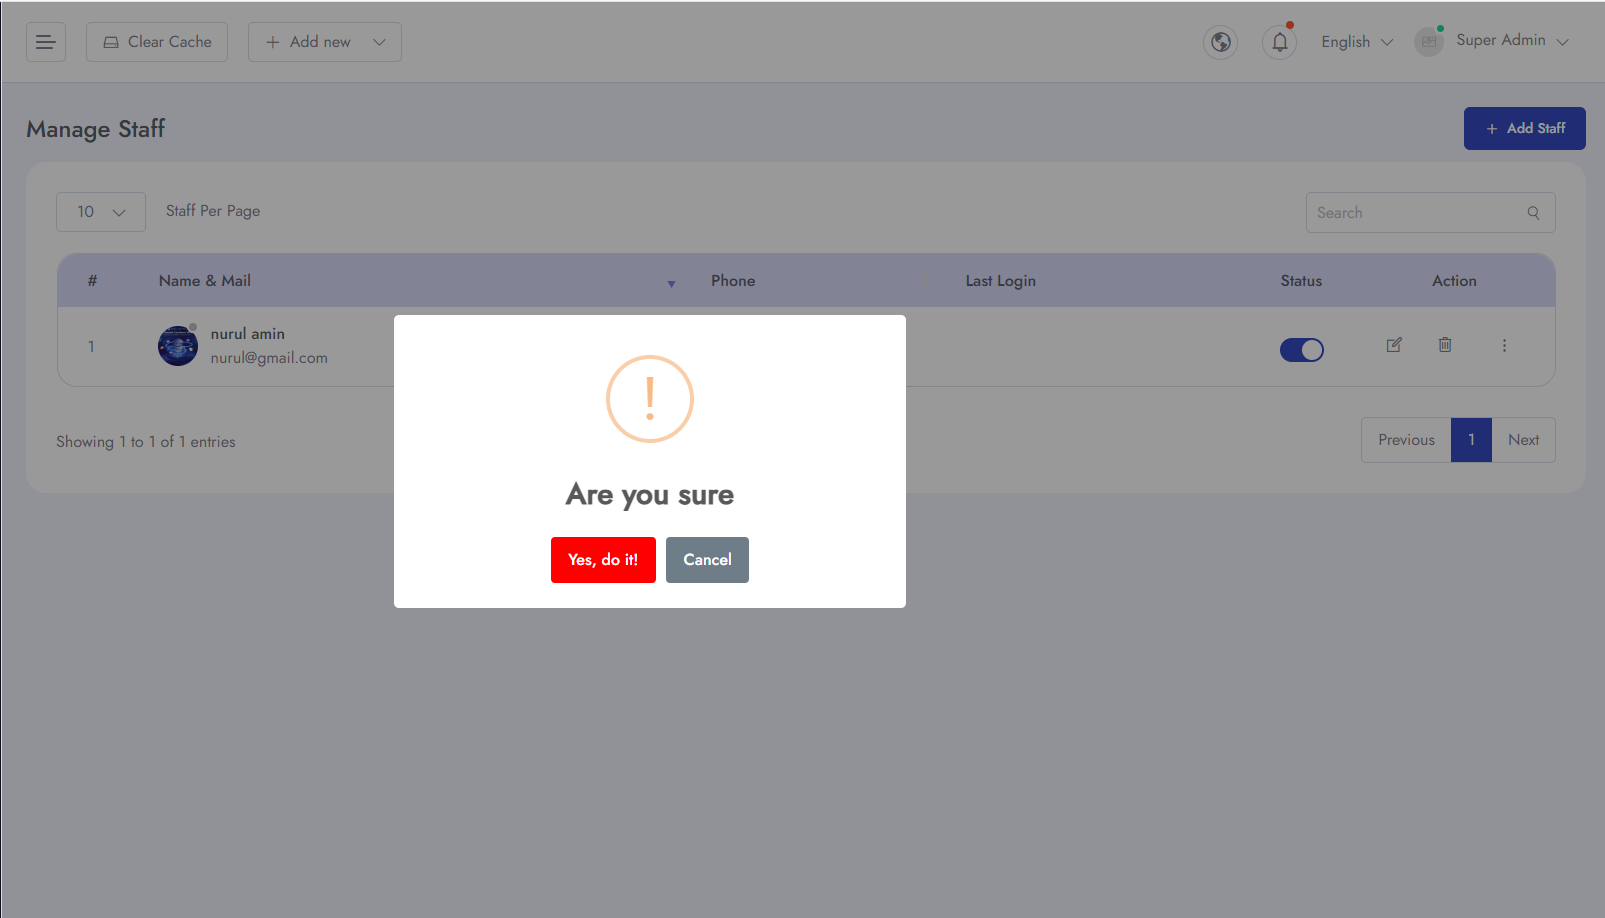 Clear Cache
Add new
English
Super Admin
Manage Staff
+ Add Staff
10
Staff Per Page
Search
# Name & Mail Phone Last Login Status Action
1
nurul amin
nurul@gmail.com
Showing 1 to 1 of 1 entries
Previous 1 Next
!
Are you sure
Yes, do it!
Cancel